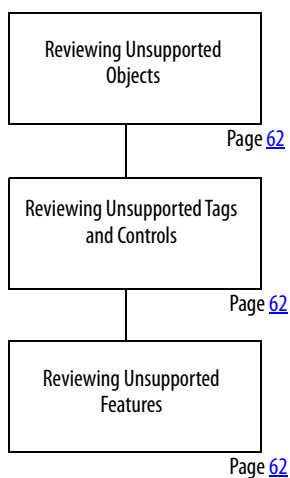 Reviewing Unsupported
Objects
Page 62
Reviewing Unsupported Tags
and Controls
Page 62
Reviewing Unsupported
Features
Page 62